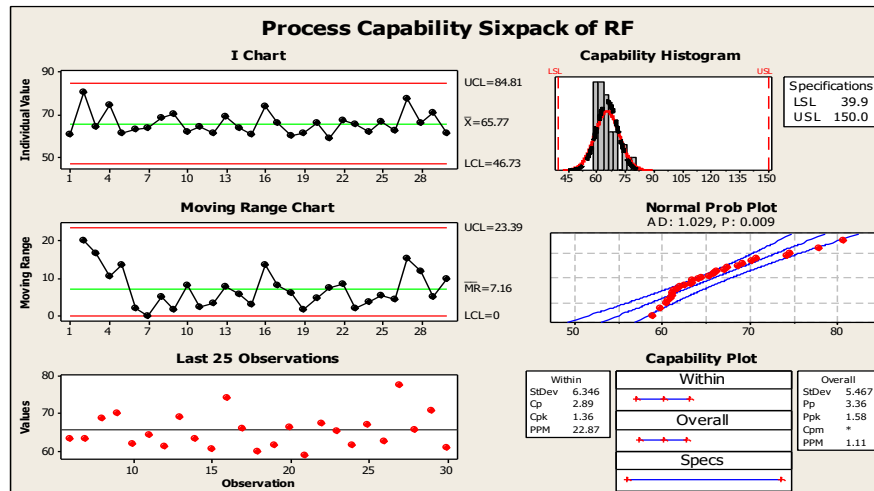 Process Capability Sixpack of RF
I Chart
Individual Value
90
70
50
1 4 7 10 13 16 19 22 25 28
UCL=84.81
X=65.77
LCL=46.73
Moving Range Chart
Moving Range
20
10
0
1 4 7 10 13 16 19 22 25 28
UCL=23.39
MR=7.16
LCL=0
Last 25 Observations
Values
80
70
60
10 15 20 25 30
Observation
Capability Histogram
LSL USL
45 60 75 90 105 120 135 150
Specifications
LSL 39.9
USL 150.0
Normal Prob Plot
AD: 1.029, P: 0.009
50 60 70 80
Capability Plot
Within
StDev 6.346
Cp 2.89
Cpk 1.36
PPM 22.87
Within
Overall
Specs
Overall
StDev 5.467
Pp 3.36
Ppk 1.58
Cpm *
PPM 1.11